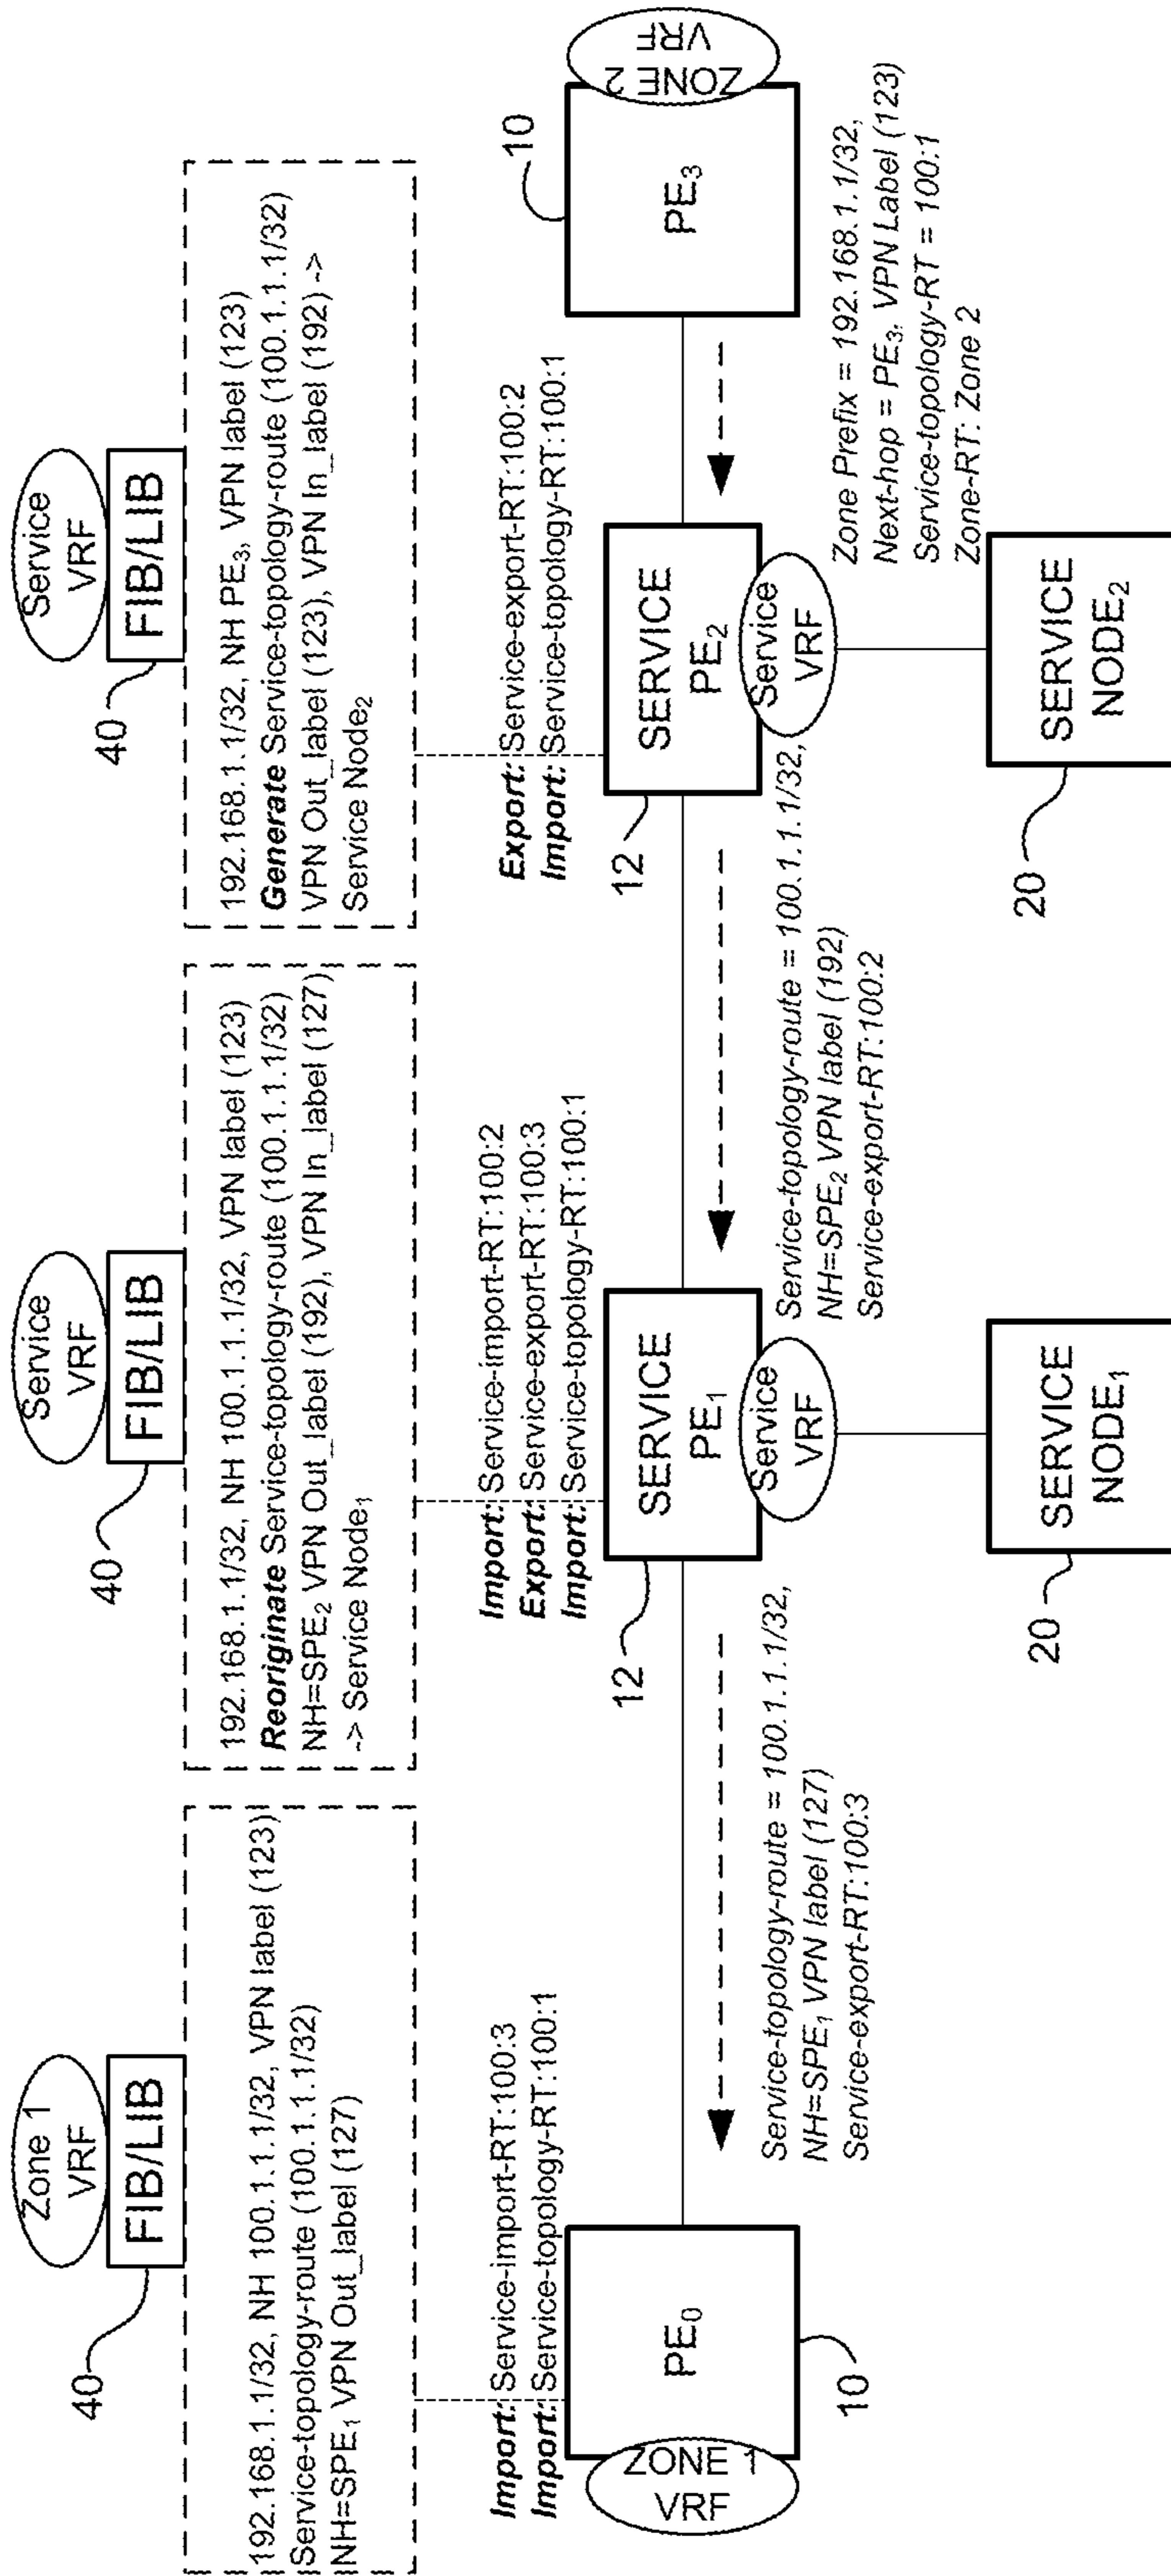 Zone 1
VRF
FIB/LIB
40
192.168.1.1/32, NH 100.1.1.1/32, VPN label (123)
Service-topology-route (100.1.1.1/32)
NH=SPE₁ VPN Out_label (127)
Service
VRF
FIB/LIB
40
192.168.1.1/32, NH 100.1.1.1/32, VPN label (123)
Reoriginate Service-topology-route (100.1.1.1/32)
NH=SPE₂ VPN Out_label (192), VPN In_label (127)
-> Service Node₁
Service
VRF
FIB/LIB
40
192.168.1.1/32, NH PE₃, VPN label (123)
Generate Service-topology-route (100.1.1.1/32)
VPN Out_label (123), VPN In_label (192) ->
Service Node₂
Import: Service-import-RT:100:3
Import: Service-topology-RT:100:1
Import: Service-import-RT:100:2
Export: Service-export-RT:100:3
Import: Service-topology-RT:100:1
Export: Service-export-RT:100:2
Import: Service-topology-RT:100:1
ZONE 1
VRF
PE₀
10
12
SERVICE
PE₁
Service
VRF
12
SERVICE
PE₂
Service
VRF
10
PE₃
ZONE 2
VRF
Service-topology-route = 100.1.1.1/32,
NH=SPE₁ VPN label (127)
Service-export-RT:100:3
Service-topology-route = 100.1.1.1/32,
NH=SPE₂ VPN label (192)
Service-export-RT:100:2
Zone Prefix = 192.168.1.1/32,
Next-hop = PE₃, VPN Label (123)
Service-topology-RT = 100:1
Zone-RT: Zone 2
20
SERVICE
NODE₁
20
SERVICE
NODE₂